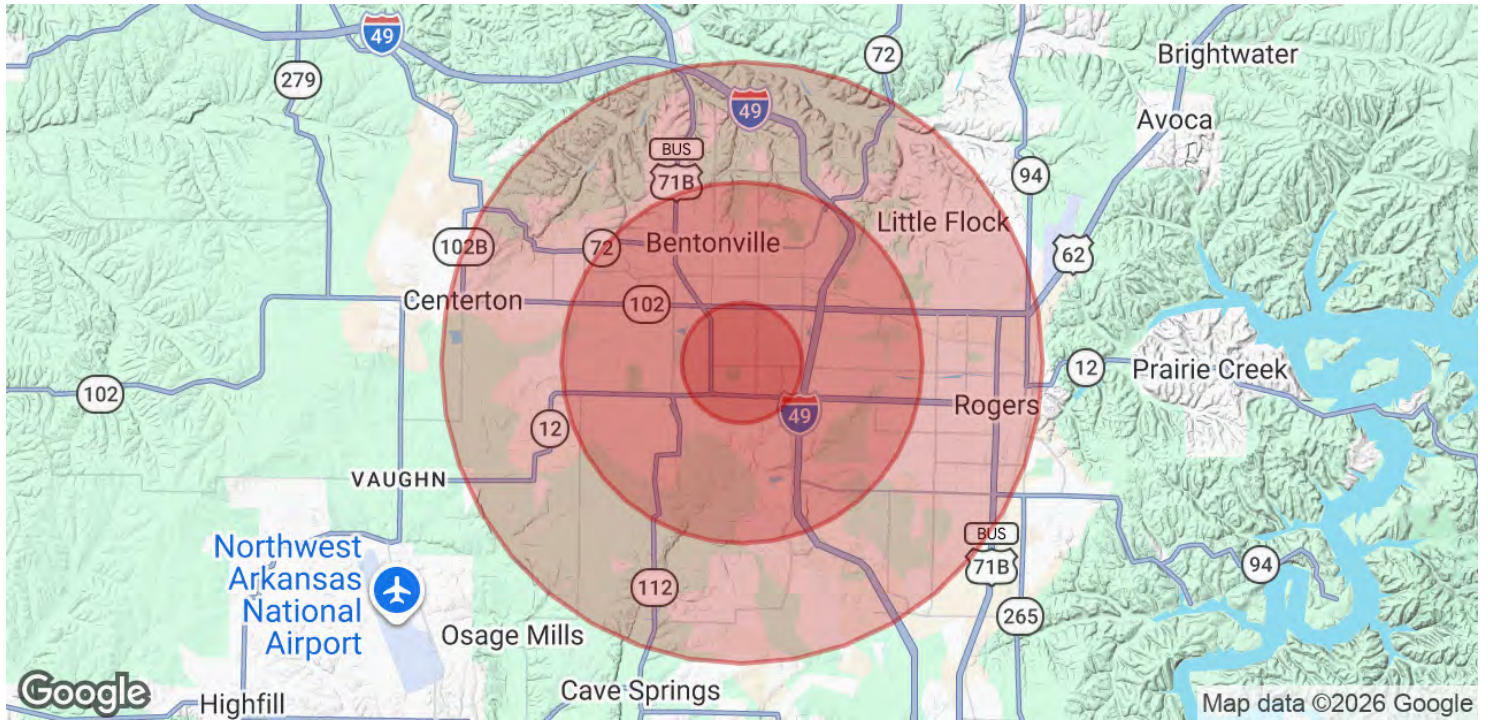 49
72
Brightwater
279
49
Avoca
BUS
71B
94
Little Flock
102B
72
Bentonville
62
Centerton
102
12
Prairie Creek
102
Rogers
49
12
VAUGHN
Northwest
Arkansas
National
Airport
BUS
71B
94
112
265
Osage Mills
Cave Springs
Google
Highfill
Map data ©2026 Google